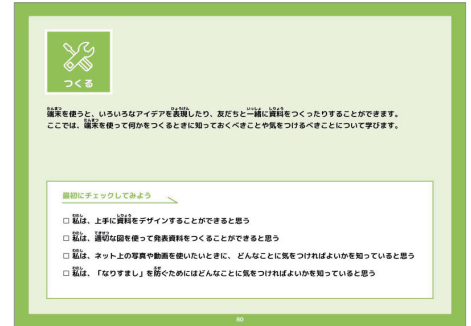 つくる
端末を使うと、いろいろなアイデアを表現したり、友だちと一緒に資料をつくったりすることができます。
ここでは、端末を使って何かをつくるときに知っておくべきことや気をつけるべきことについて学びます。
最初にチェックしてみよう
□ 私は、上手に資料をデザインすることができると思う
□ 私は、適切な図を使って発表資料をつくることができると思う
□ 私は、ネット上の写真や動画を使いたいときに、どんなことに気をつければよいかを知っていると思う
□ 私は、「なりすまし」を防ぐためにはどんなことに気をつければよいかを知っていると思う
80